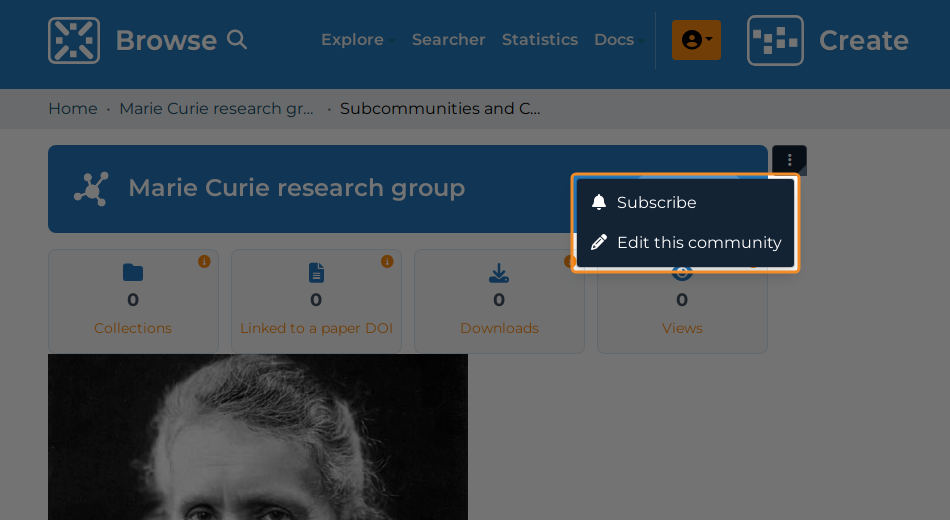 Browse
Explore Searcher Statistics Docs
Create
Home • Marie Curie research gr... • Subcommunities and C...
Marie Curie research group
Subscribe
Edit this community
0 0 0 0
Collections Linked to a paper DOI Downloads Views